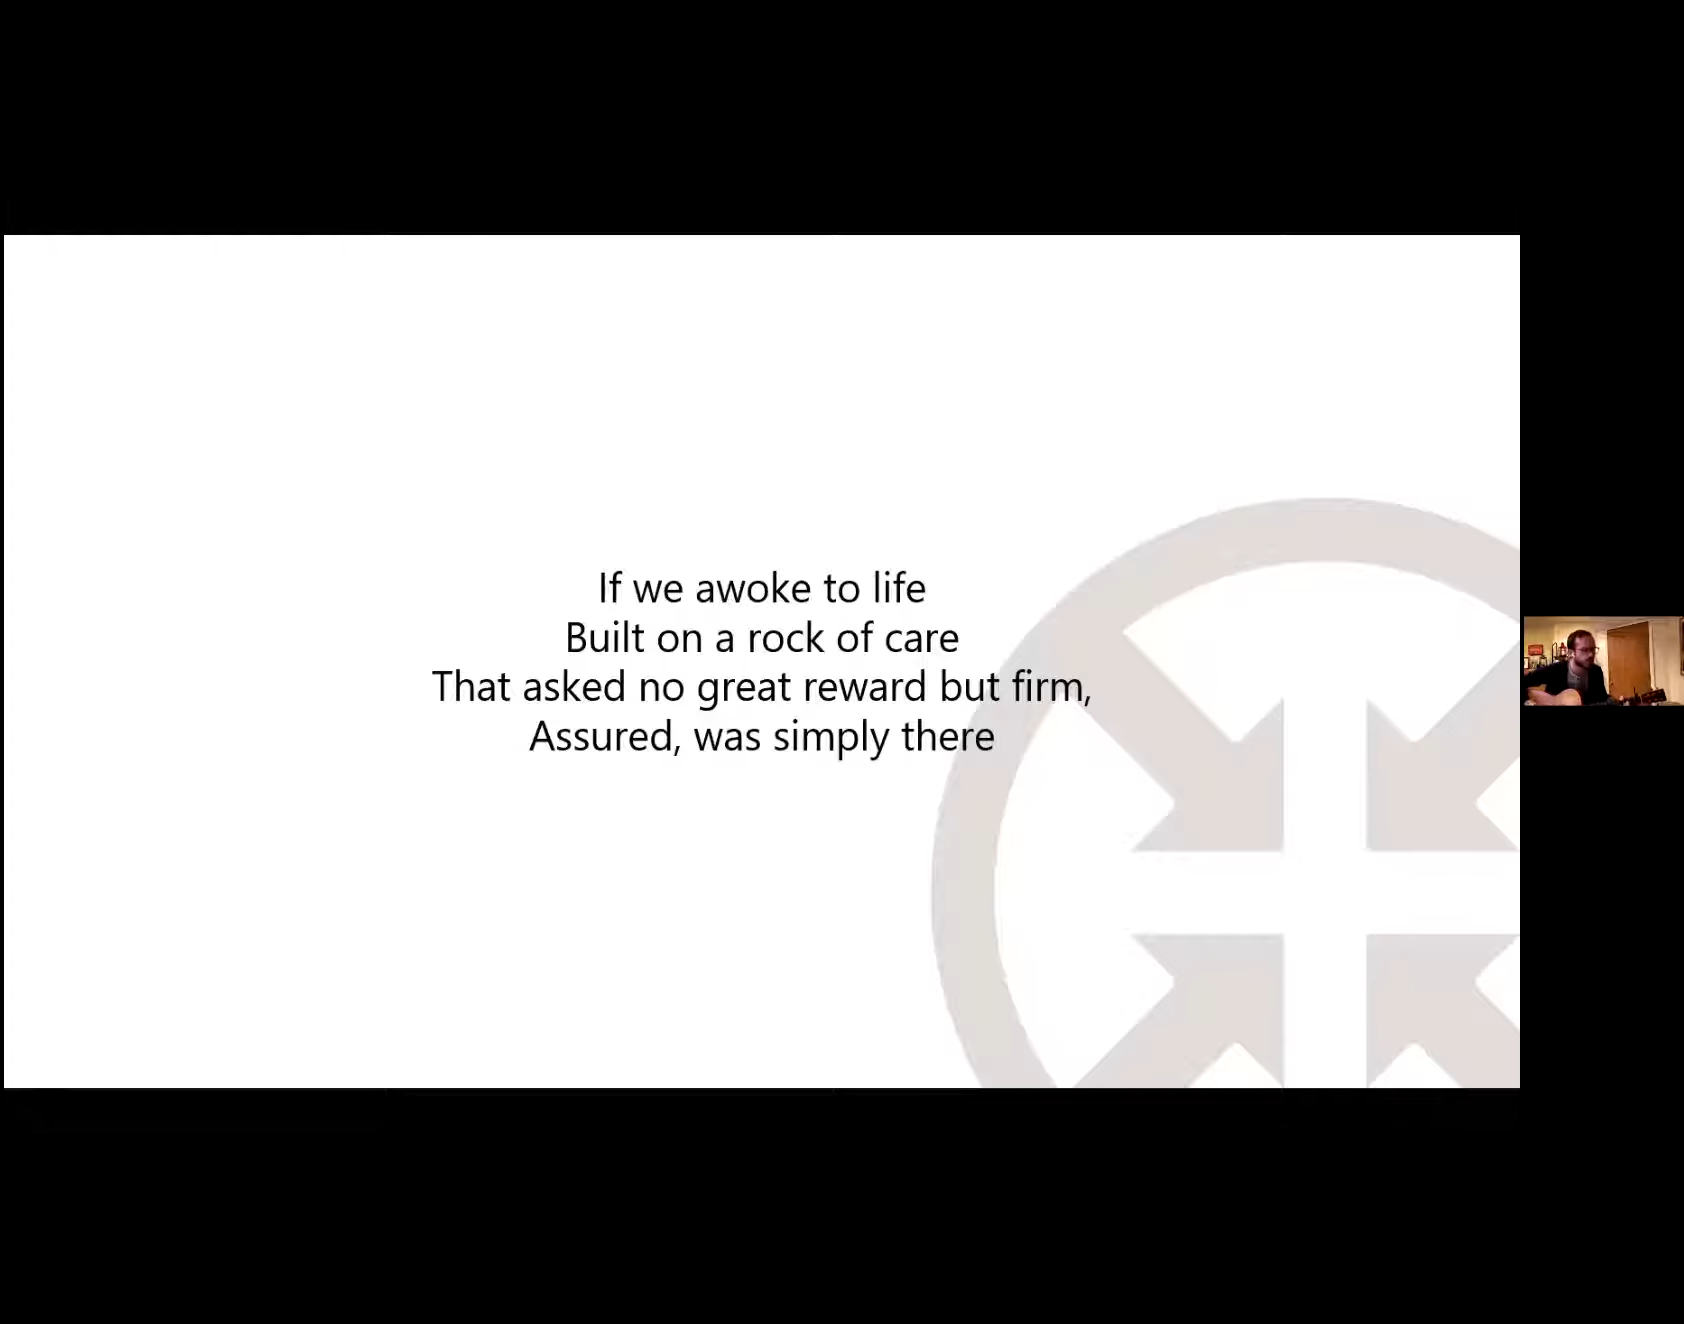 If we awoke to life
Built on a rock of care
That asked no great reward but firm,
Assured, was simply there